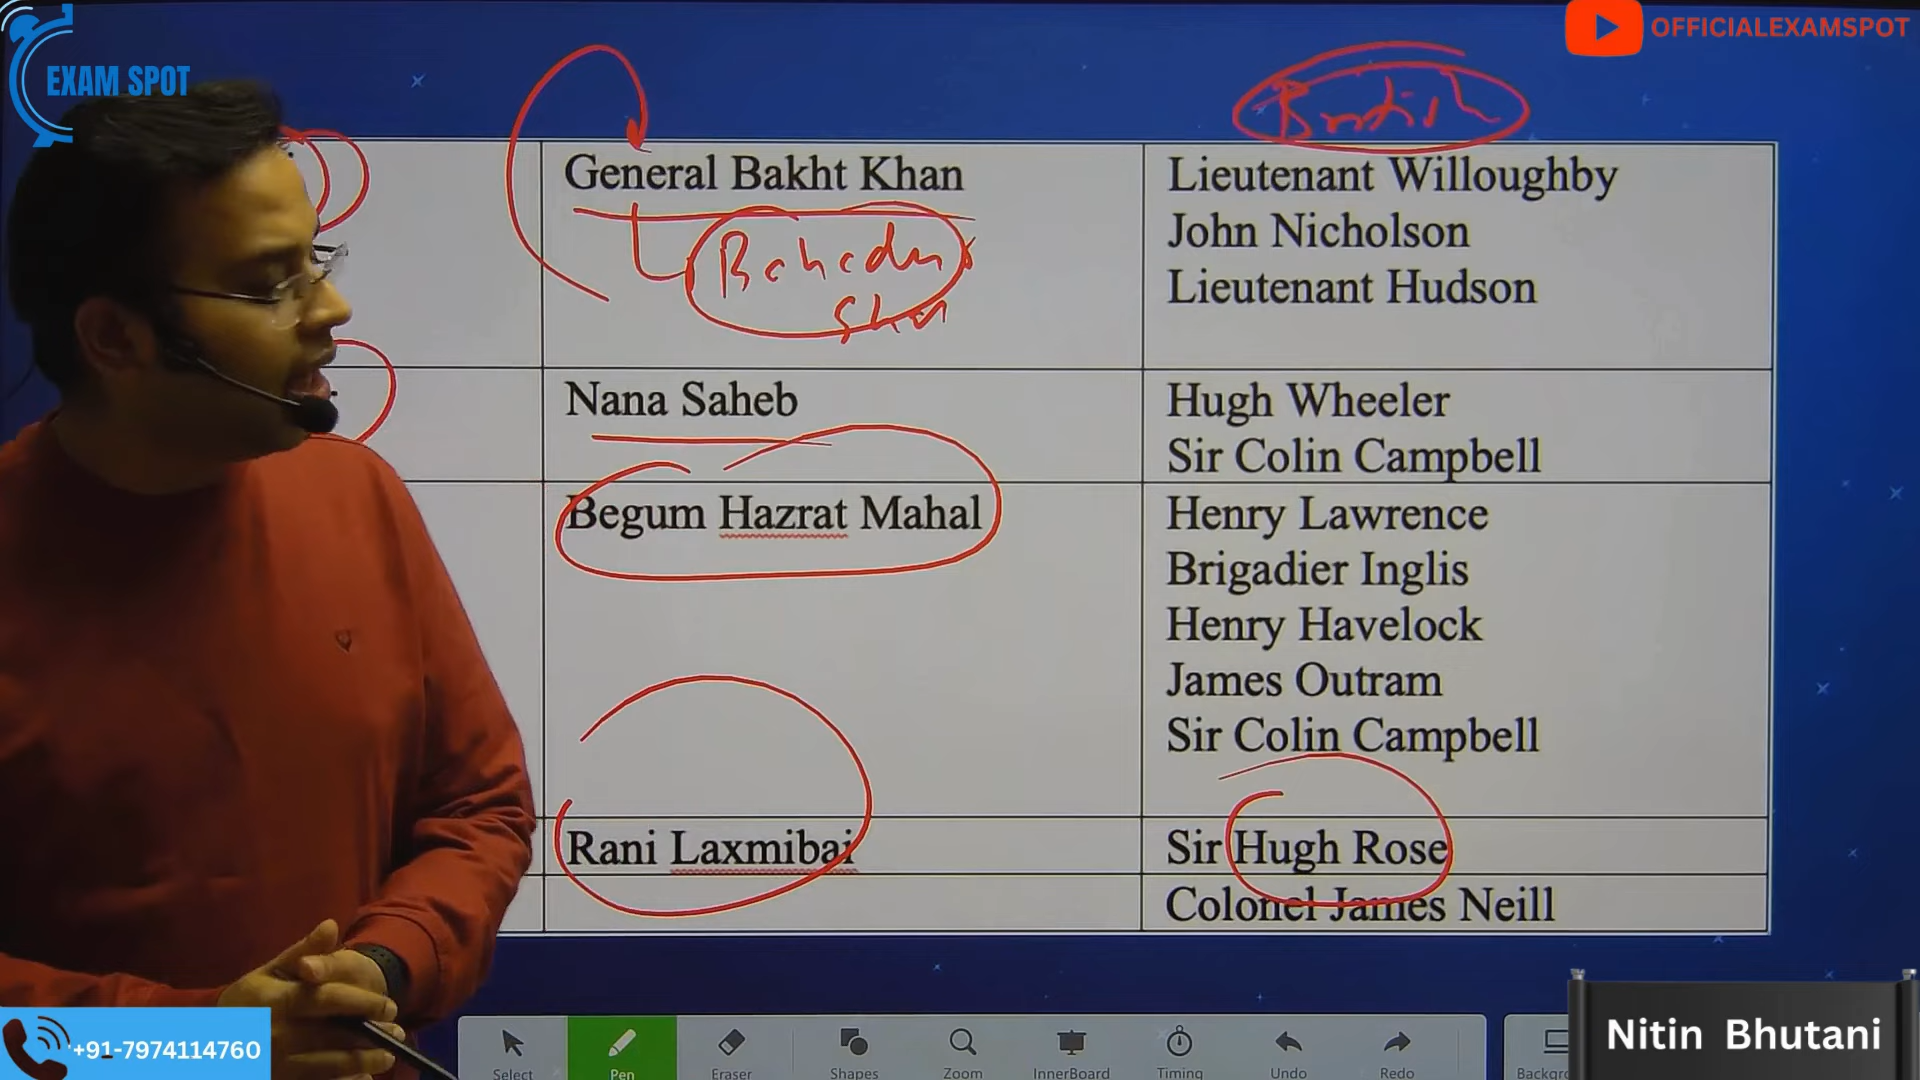 EXAM SPOT
OFFICIALEXAMSPOT
British
General Bakht Khan
Bahadur
Shah
Lieutenant Willoughby
John Nicholson
Lieutenant Hudson
Nana Saheb
Hugh Wheeler
Sir Colin Campbell
Begum Hazrat Mahal
Henry Lawrence
Brigadier Inglis
Henry Havelock
James Outram
Sir Colin Campbell
Rani Laxmibai
Sir Hugh Rose
Colonel James Neill
+91-7974114760
Select
Pen
Eraser
Shapes
Zoom
InnerBoard
Timing
Undo
Redo
Backgr
Nitin Bhutani